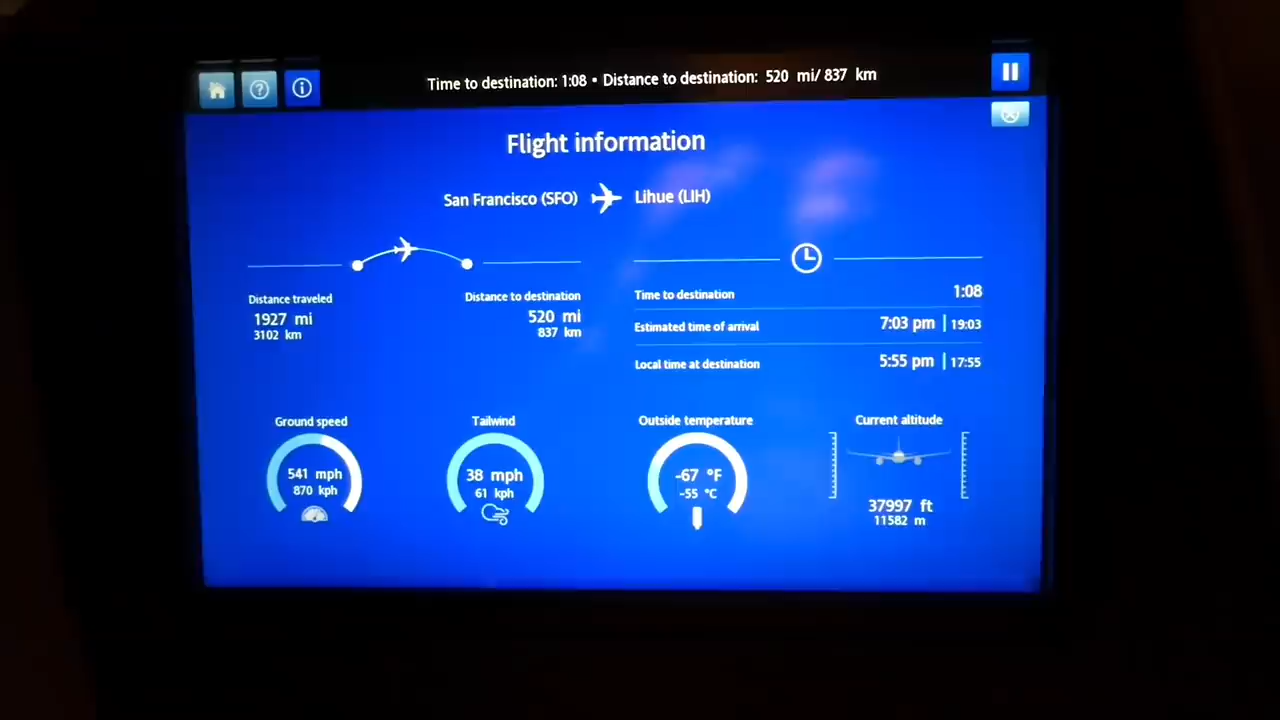 Time to destination: 1:08 • Distance to destination: 520 mi/ 837 km
Flight information
San Francisco (SFO) Lihue (LIH)
Distance traveled
1927 mi
3102 km
Distance to destination
520 mi
837 km
Time to destination 1:08
Estimated time of arrival 7:03 pm | 19:03
Local time at destination 5:55 pm | 17:55
Ground speed
541 mph
870 kph
Tailwind
38 mph
61 kph
Outside temperature
-67 °F
-55 °C
Current altitude
37997 ft
11582 m